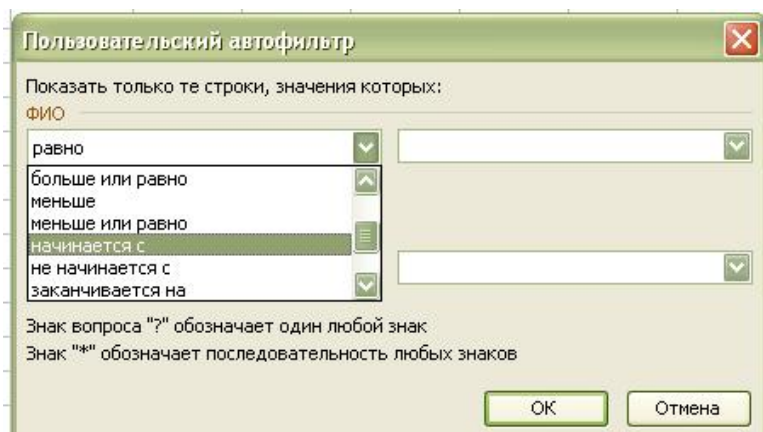 Пользовательский автофильтр
Показать только те строки, значения которых:
ФИО
равно
больше или равно
меньше
меньше или равно
начинается с
не начинается с
заканчивается на
Знак вопроса "?" обозначает один любой знак
Знак "*" обозначает последовательность любых знаков
ОК Отмена